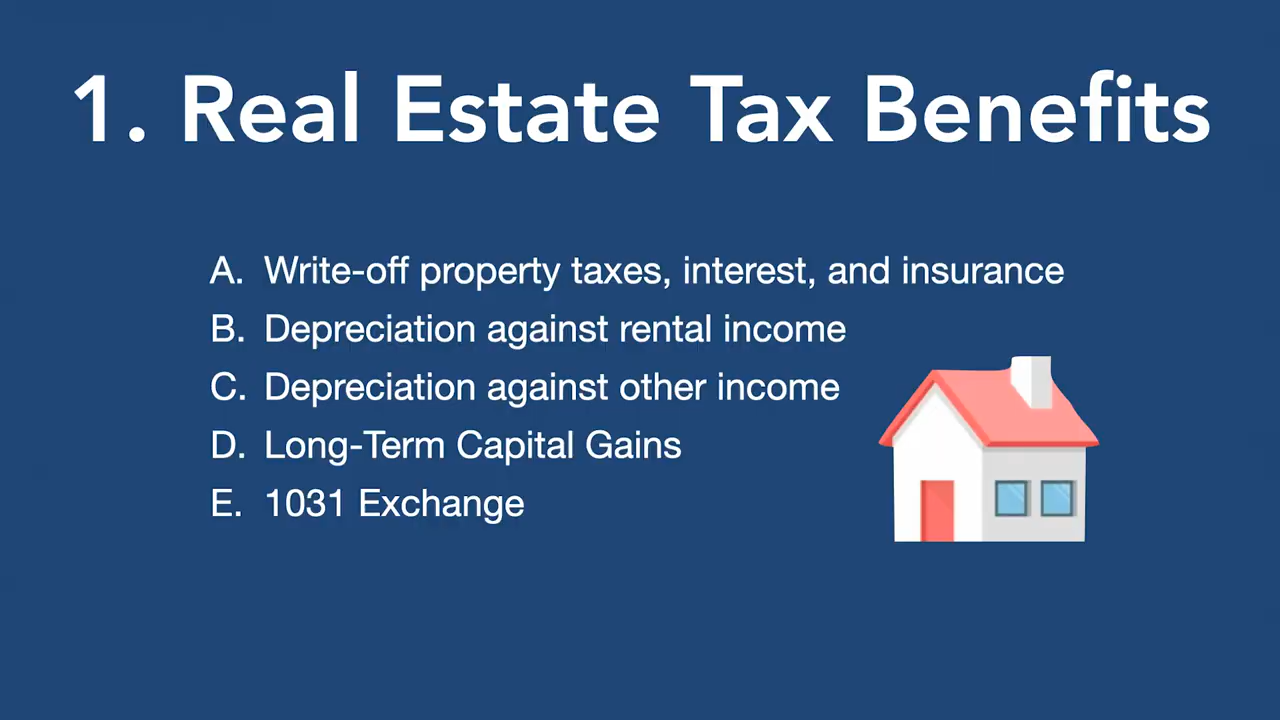 1. Real Estate Tax Benefits
A. Write-off property taxes, interest, and insurance
B. Depreciation against rental income
C. Depreciation against other income
D. Long-Term Capital Gains
E. 1031 Exchange